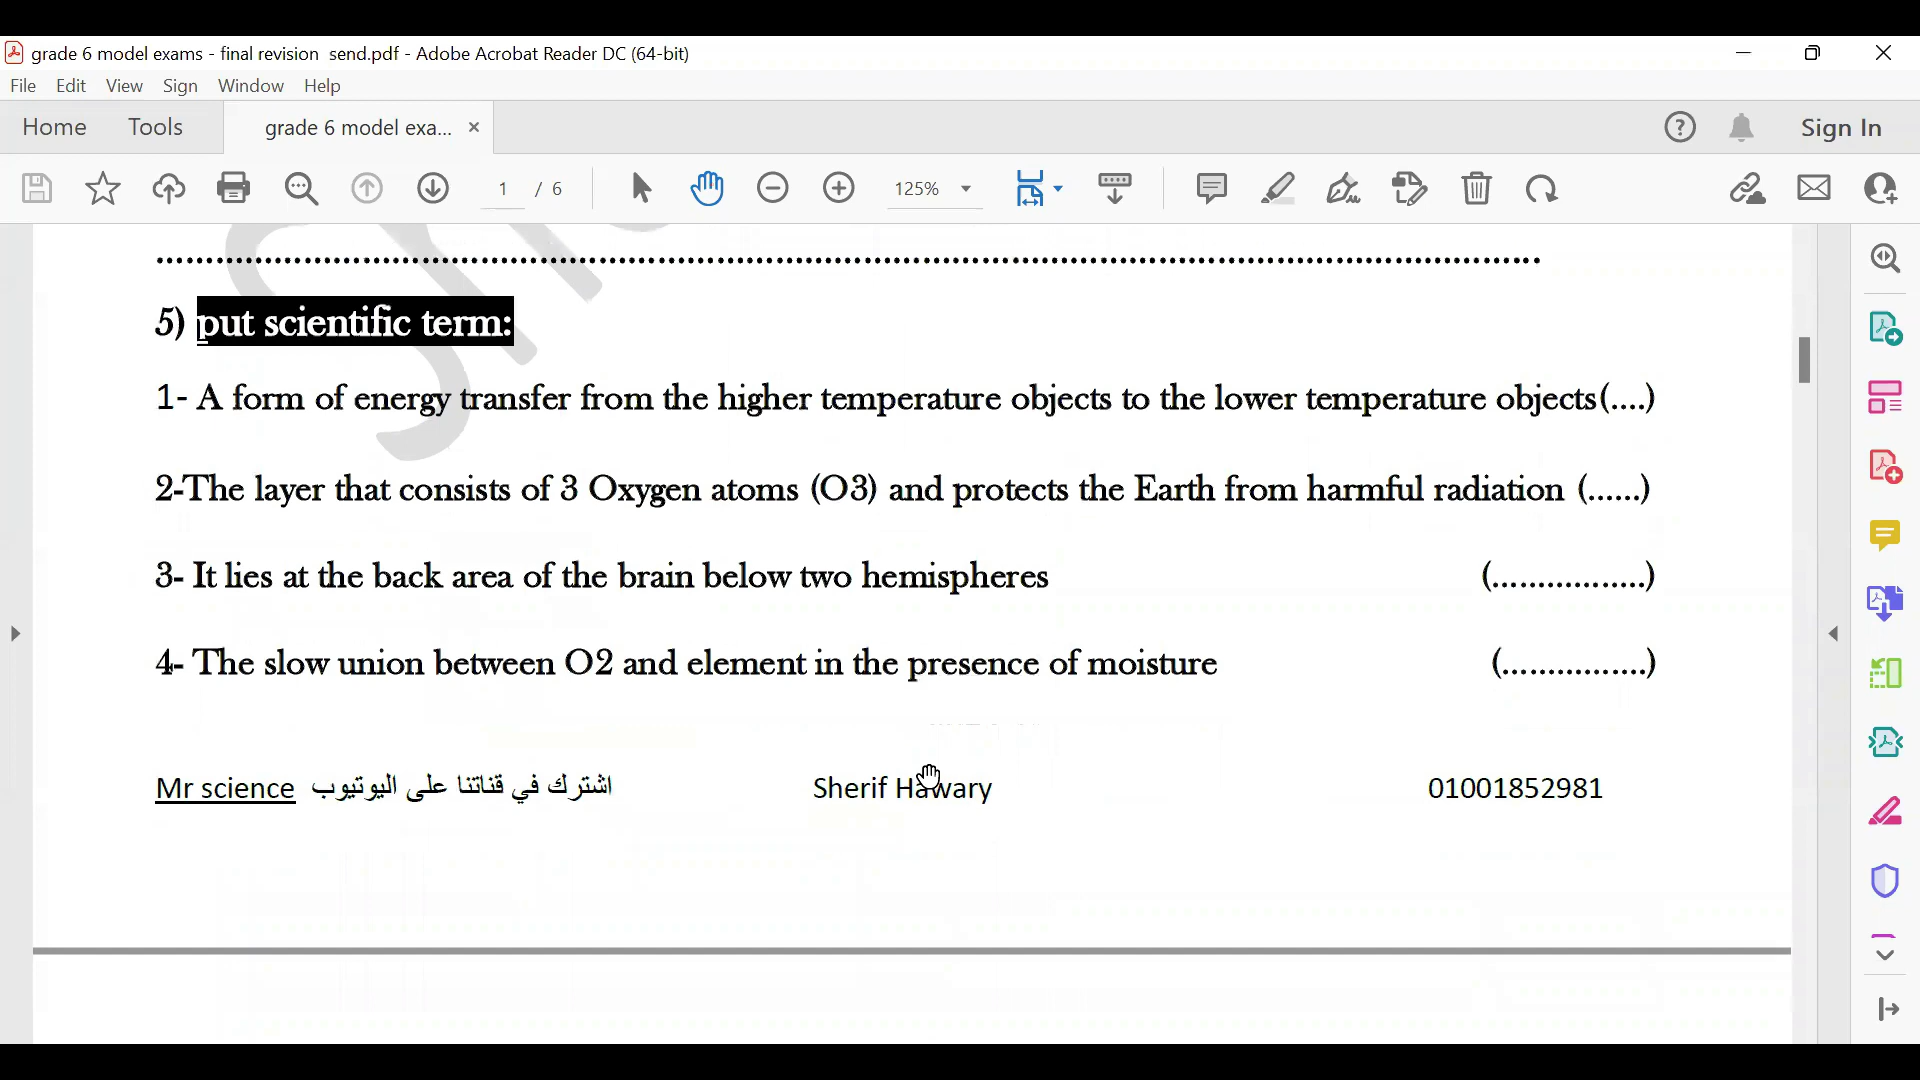 grade 6 model exams - final revision  send.pdf - Adobe Acrobat Reader DC (64-bit)
File Edit View Sign Window Help
Home Tools grade 6 model exa... × Sign In
1 / 6 125%
5) put scientific term:
1- A form of energy transfer from the higher temperature objects to the lower temperature objects(....)
2-The layer that consists of 3 Oxygen atoms (O3) and protects the Earth from harmful radiation (......)
3- It lies at the back area of the brain below two hemispheres (.................)
4- The slow union between O2 and element in the presence of moisture (................)
Mr science اشترك في قناتنا على اليوتيوب Sherif Hawary 01001852981